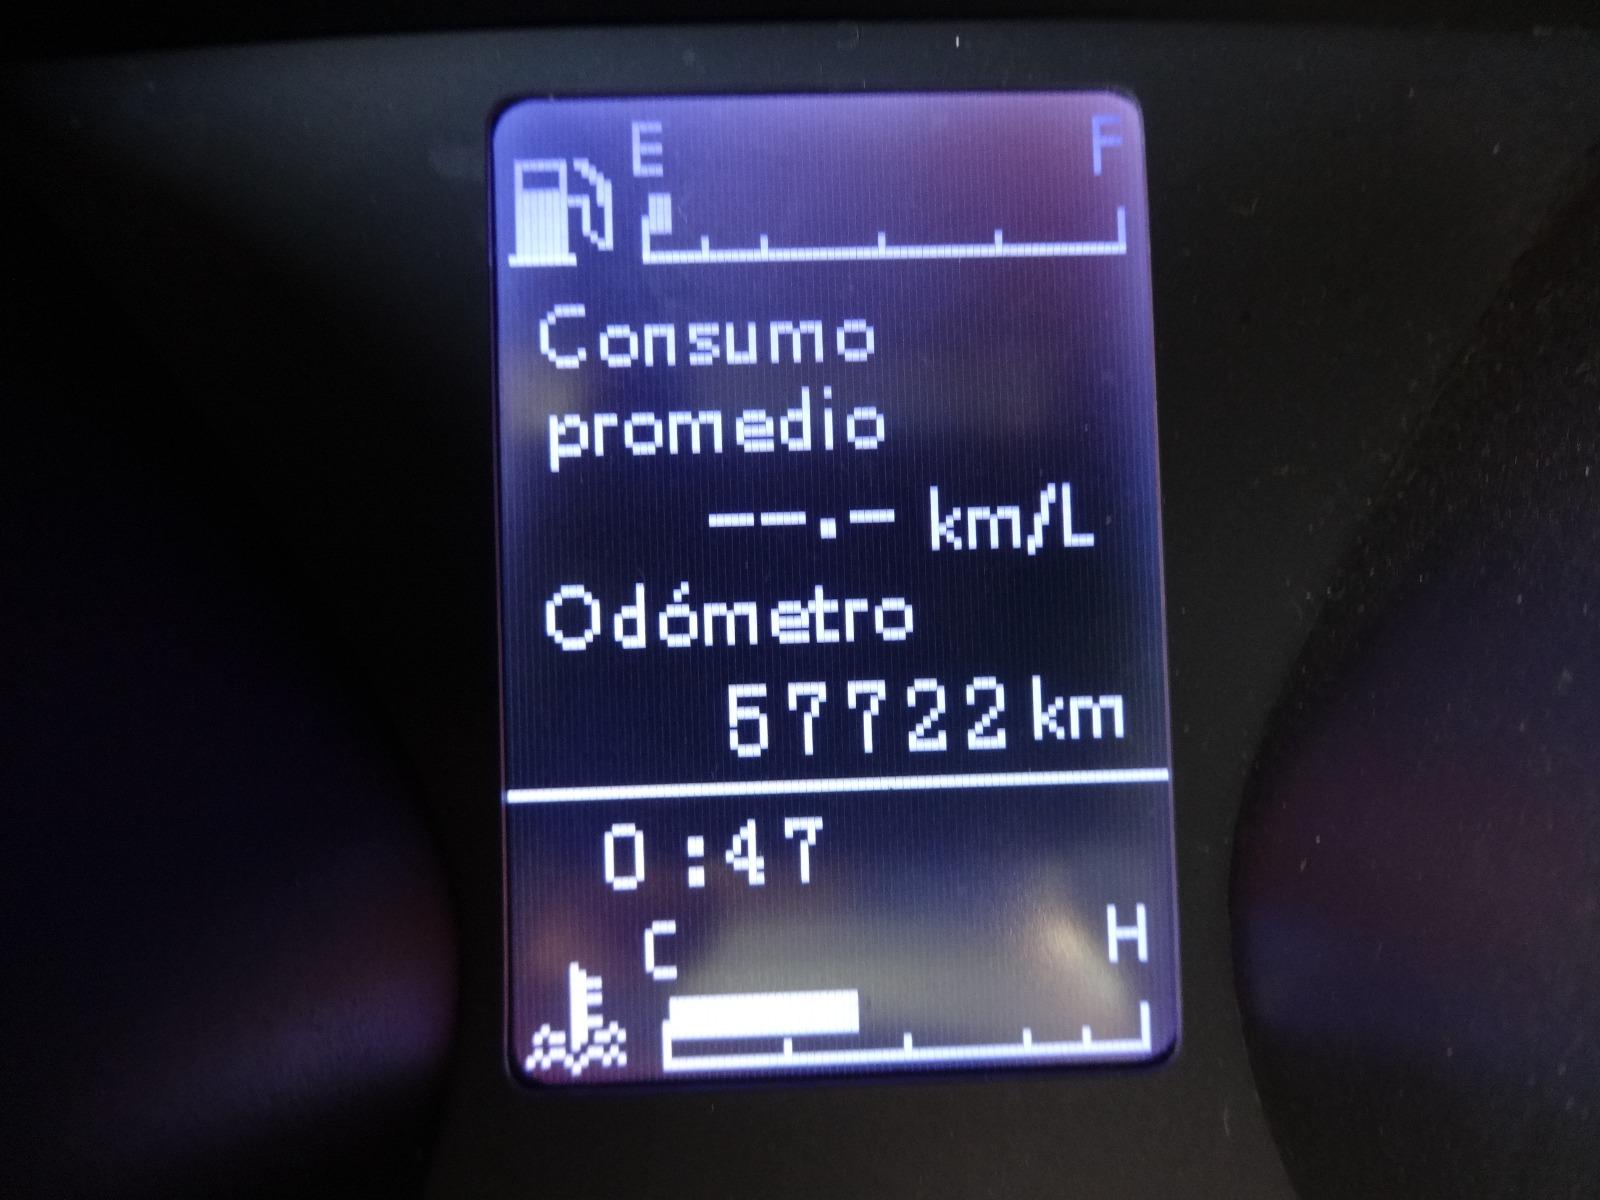 E F
Consumo
promedio
--.- km/L
Odómetro
57722 km
0:47
C H